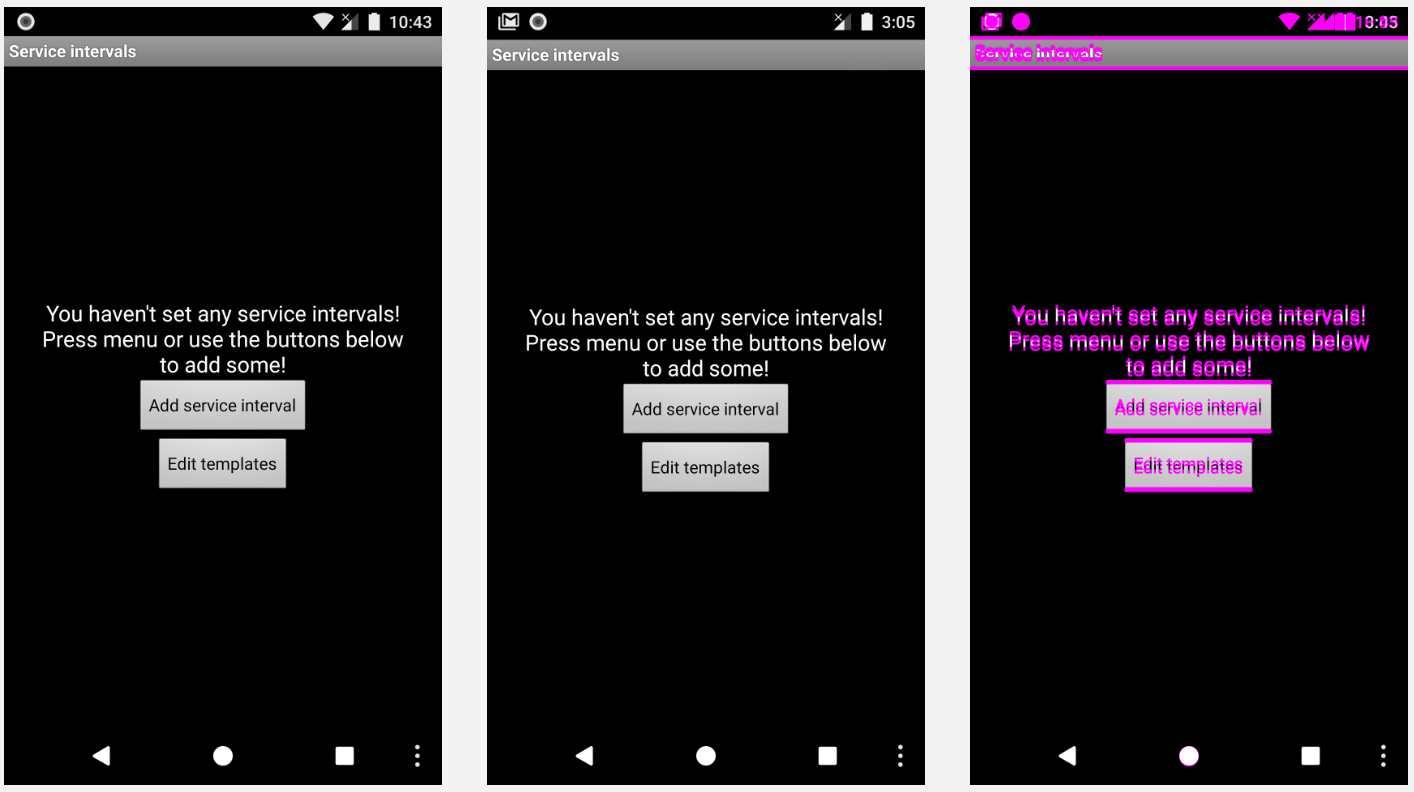 10:43
Service intervals
You haven't set any service intervals!
Press menu or use the buttons below
to add some!
Add service interval
Edit templates
3:05
Service intervals
You haven't set any service intervals!
Press menu or use the buttons below
to add some!
Add service interval
Edit templates
Service intervals
You haven't set any service intervals!
Press menu or use the buttons below
to add some!
Add service interval
Edit templates